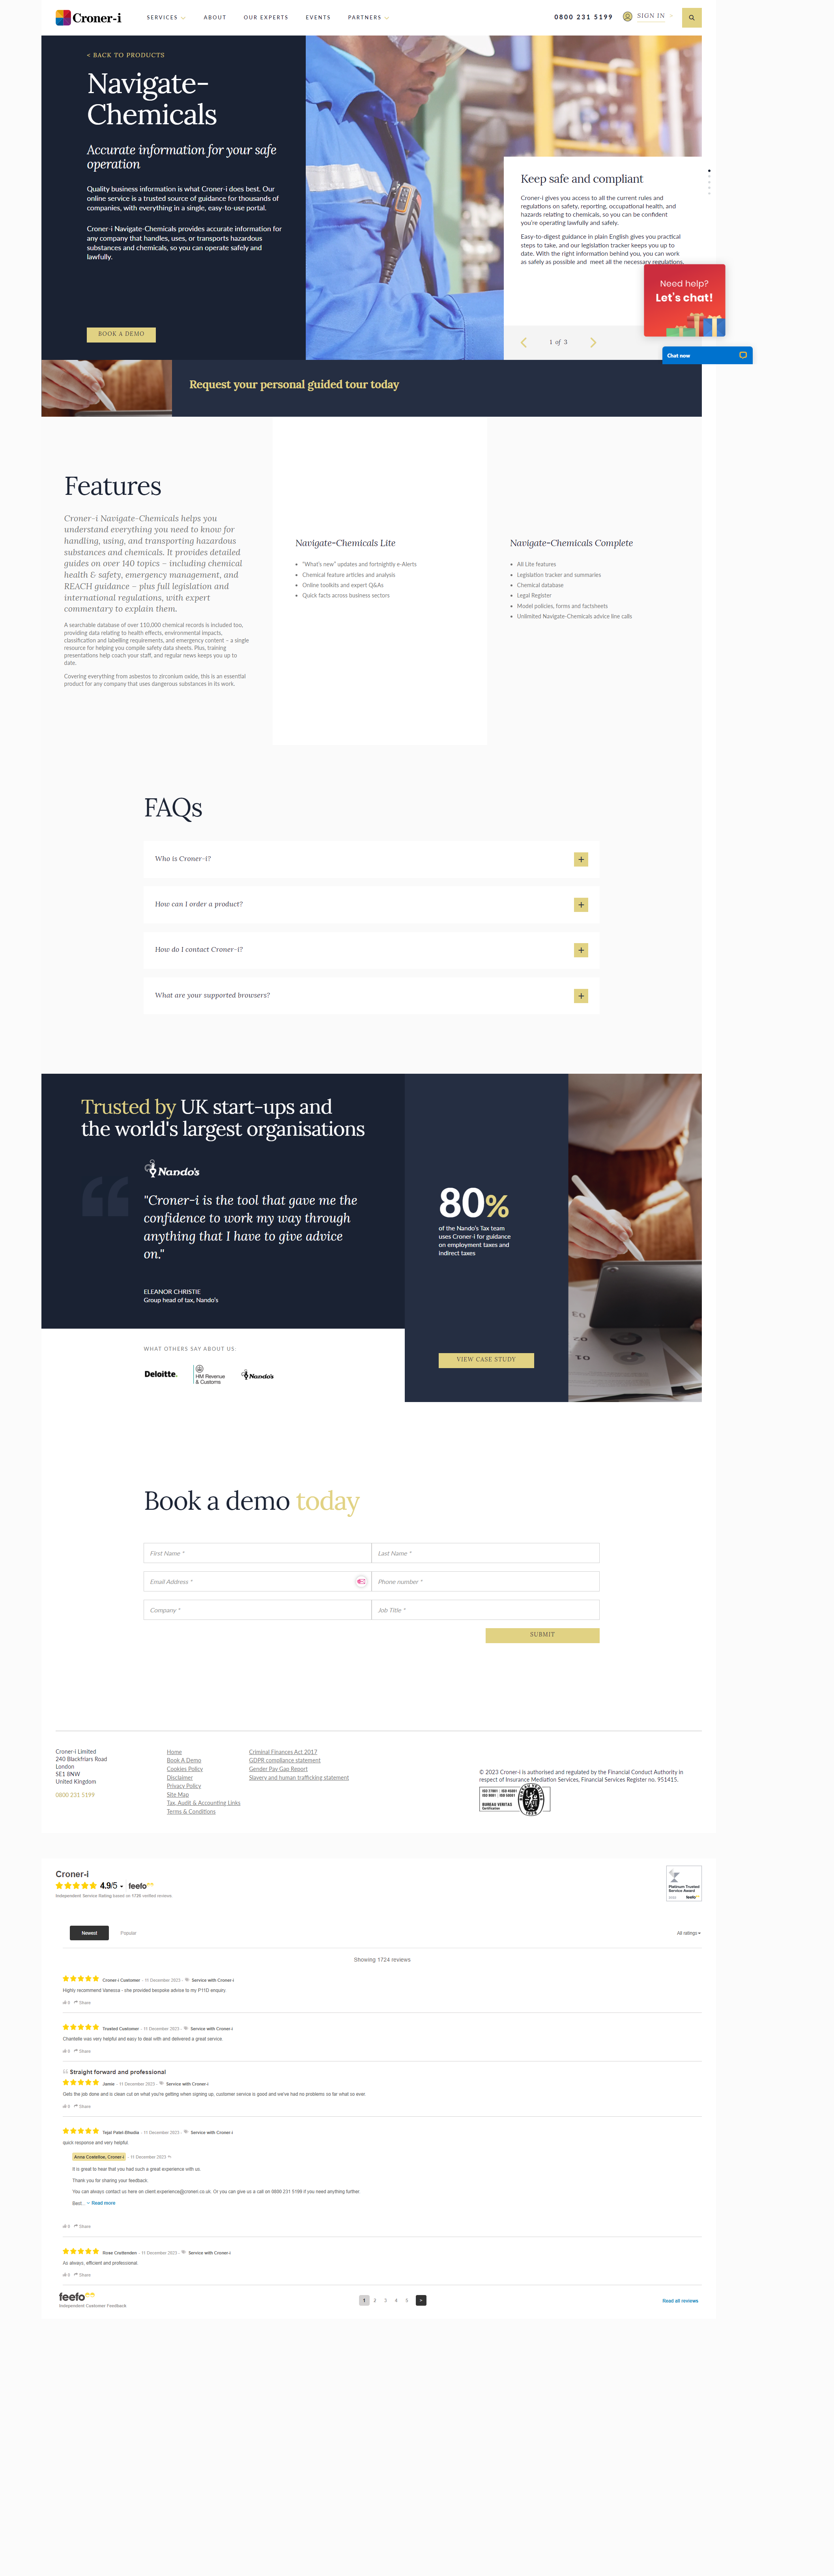 Croner-i
SERVICES
ABOUT
OUR EXPERTS
EVENTS
PARTNERS
0800 231 5199
SIGN IN
< BACK TO PRODUCTS
Navigate-
Chemicals
Accurate information for your safe
operation
Quality business information is what Croner-i does best. Our
online service is a trusted source of guidance for thousands of
companies, with everything in a single, easy-to-use portal.
Croner-i Navigate-Chemicals provides accurate information for
any company that handles, uses, or transports hazardous
substances and chemicals, so you can operate safely and
lawfully.
BOOK A DEMO
Keep safe and compliant
Croner-i gives you access to all the current rules and
regulations on safety, reporting, occupational health, and
hazards relating to chemicals, so you can be confident
you're operating lawfully and safely.
Easy-to-digest guidance in plain English gives you practical
steps to take, and our legislation tracker keeps you up to
date. With the right information behind you, you can work
as safely as possible and meet all the necessary regulations.
1 of 3
Need help?
Let's chat!
Chat now
Request your personal guided tour today
Features
Croner-i Navigate-Chemicals helps you
understand everything you need to know for
handling, using, and transporting hazardous
substances and chemicals. It provides detailed
guides on over 140 topics – including chemical
health & safety, emergency management, and
REACH guidance – plus full legislation and
international regulations, with expert
commentary to explain them.
A searchable database of over 110,000 chemical records is included too,
providing data relating to health effects, environmental impacts,
classification and labelling requirements, and emergency content – a single
resource for helping you compile safety data sheets. Plus, training
presentations help coach your staff, and regular news keeps you up to
date.
Covering everything from asbestos to zirconium oxide, this is an essential
product for any company that uses dangerous substances in its work.
Navigate-Chemicals Lite
"What's new" updates and fortnightly e-Alerts
Chemical feature articles and analysis
Online toolkits and expert Q&As
Quick facts across business sectors
Navigate-Chemicals Complete
All Lite features
Legislation tracker and summaries
Chemical database
Legal Register
Model policies, forms and factsheets
Unlimited Navigate-Chemicals advice line calls
FAQs
Who is Croner-i?
How can I order a product?
How do I contact Croner-i?
What are your supported browsers?
Trusted by UK start-ups and
the world's largest organisations
Nando's
"Croner-i is the tool that gave me the
confidence to work my way through
anything that I have to give advice
on."
ELEANOR CHRISTIE
Group head of tax, Nando's
80%
of the Nando's Tax team
uses Croner-i for guidance
on employment taxes and
indirect taxes
VIEW CASE STUDY
WHAT OTHERS SAY ABOUT US:
Deloitte.
HM Revenue
& Customs
Nando's
Book a demo today
First Name *
Last Name *
Email Address *
Phone number *
Company *
Job Title *
SUBMIT
Croner-i Limited
240 Blackfriars Road
London
SE1 8NW
United Kingdom
0800 231 5199
Home
Book A Demo
Cookies Policy
Disclaimer
Privacy Policy
Site Map
Tax, Audit & Accounting Links
Terms & Conditions
Criminal Finances Act 2017
GDPR compliance statement
Gender Pay Gap Report
Slavery and human trafficking statement
© 2023 Croner-i is authorised and regulated by the Financial Conduct Authority in
respect of Insurance Mediation Services, Financial Services Register no. 951415.
BUREAU VERITAS
Certification
Croner-i
4.9/5
feefo
Independent Service Rating based on 1726 verified reviews
Platinum Trusted
Service Award
feefo
Newest
Popular
All ratings
Showing 1724 reviews
Croner-i Customer - 11 December 2023 - Service with Croner-i
Highly recommend Vanessa - she provided bespoke advice to my P11D enquiry.
0 Share
Trusted Customer - 11 December 2023 - Service with Croner-i
Chantelle was very helpful and easy to deal with and delivered a great service.
0 Share
Straight forward and professional
Jamie - 11 December 2023 - Service with Croner-i
Gets the job done and is clean cut on what you're getting when signing up, customer service is good and we've had no problems so far what so ever.
0 Share
Tejal Patel-Bhudia - 11 December 2023 - Service with Croner-i
quick response and very helpful
Anna Costelloe, Croner-i - 11 December 2023
It is great to hear that you had such a great experience with us.
Thank you for sharing your feedback.
You can always contact us here on client.experience@croneri.co.uk. Or you can give us a call on 0800 231 5199 if you need anything further.
Best... Read more
0 Share
Rose Cruttenden - 11 December 2023 - Service with Croner-i
As always, efficient and professional
0 Share
feefo
Independent Customer Feedback
1 2 3 4 5 >
Read all reviews